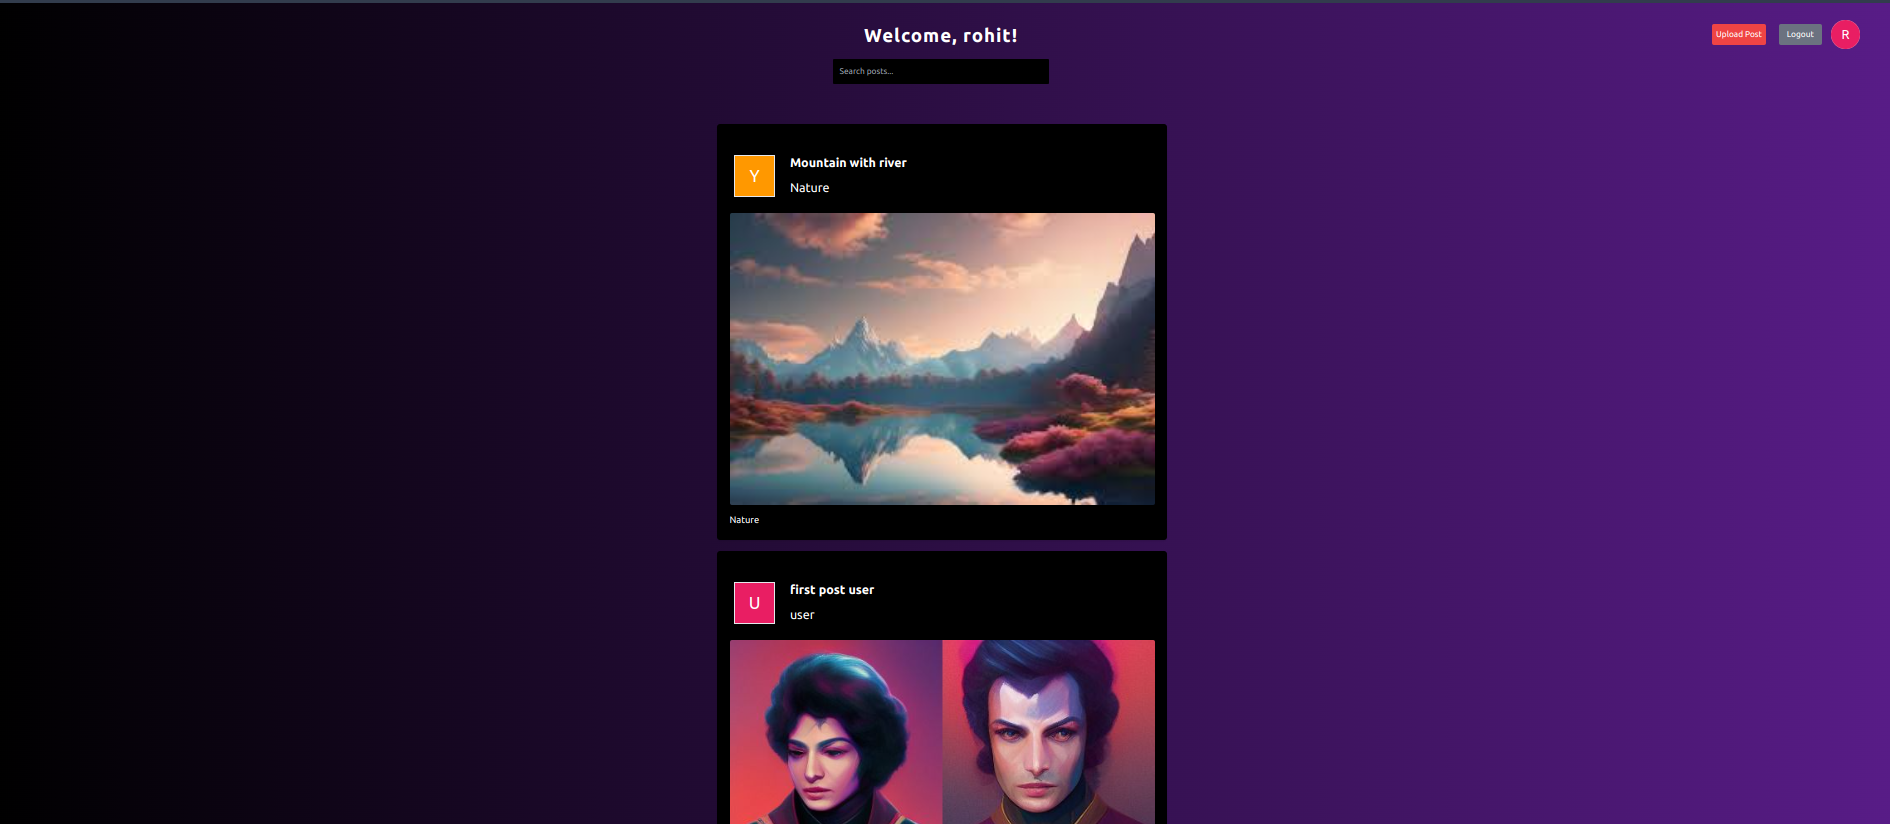 Welcome, rohit!
Upload Post
Logout
R
Search posts...
Y
Mountain with river
Nature
Nature
U
first post user
user